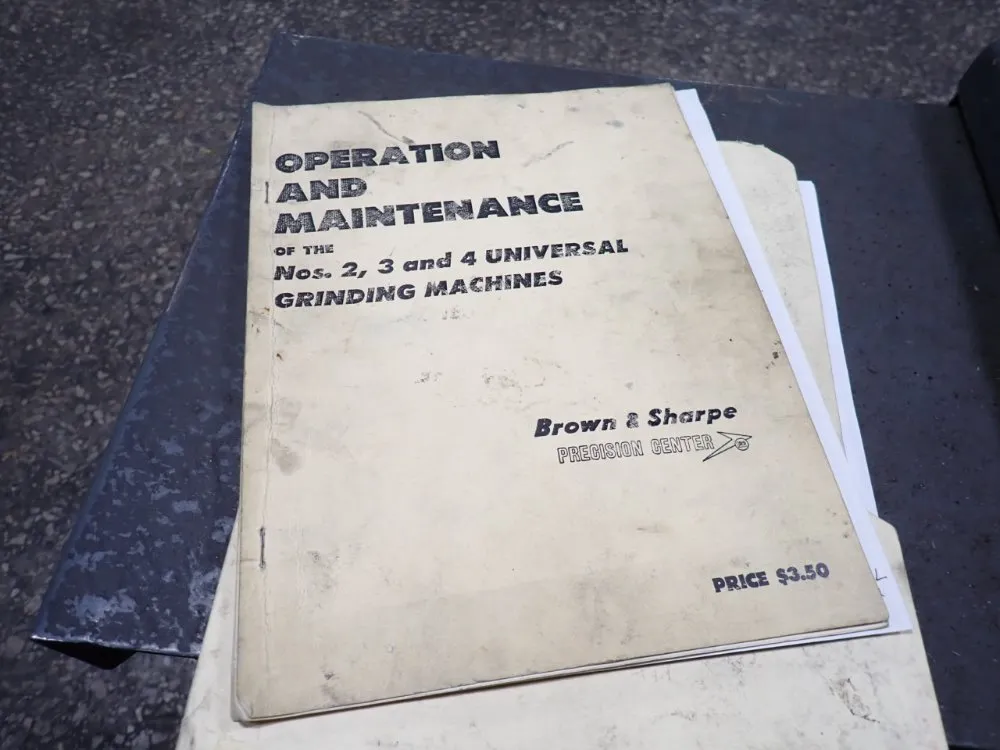 OPERATION
AND
MAINTENANCE
OF THE
Nos. 2, 3 and 4 UNIVERSAL
GRINDING MACHINES
Brown & Sharpe
PRECISION CENTER
PRICE $3.50